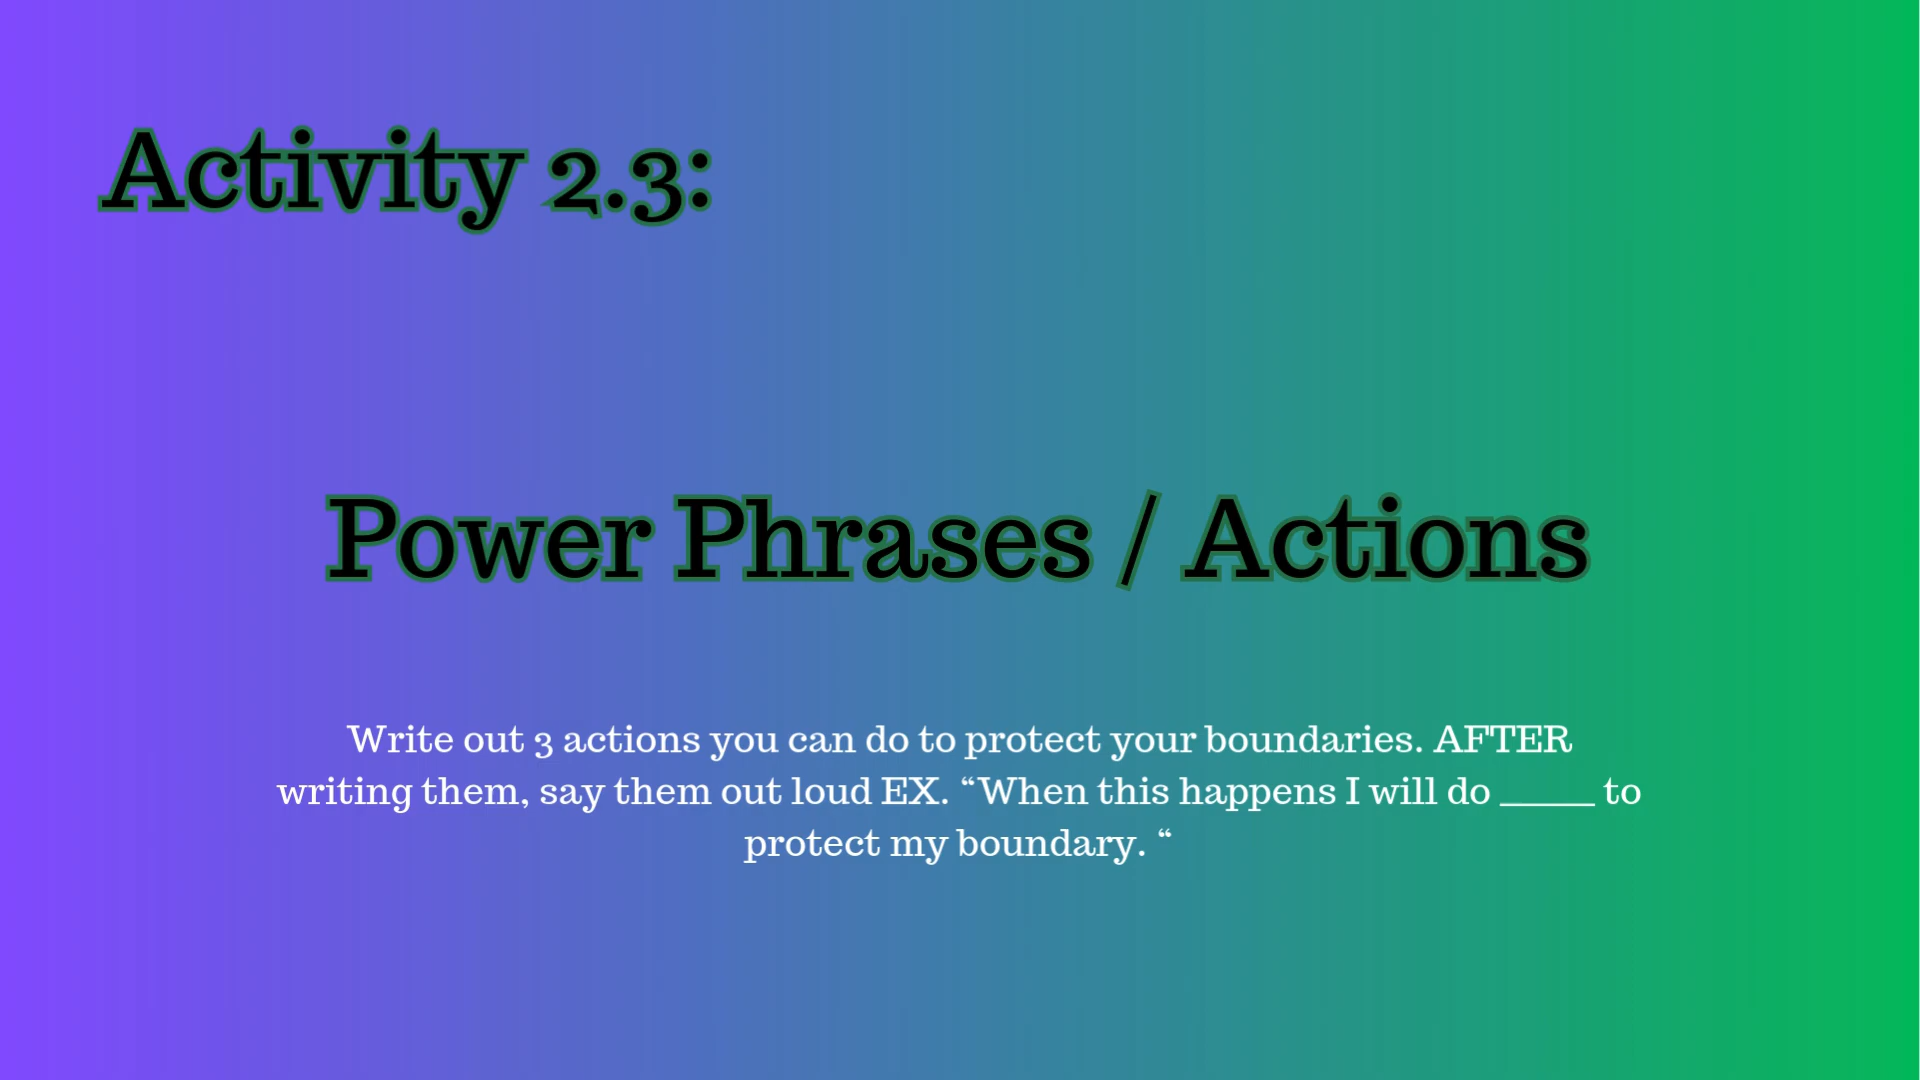 Activity 2.3:
Power Phrases / Actions
Write out 3 actions you can do to protect your boundaries. AFTER
writing them, say them out loud EX. “When this happens I will do _____ to
protect my boundary. “